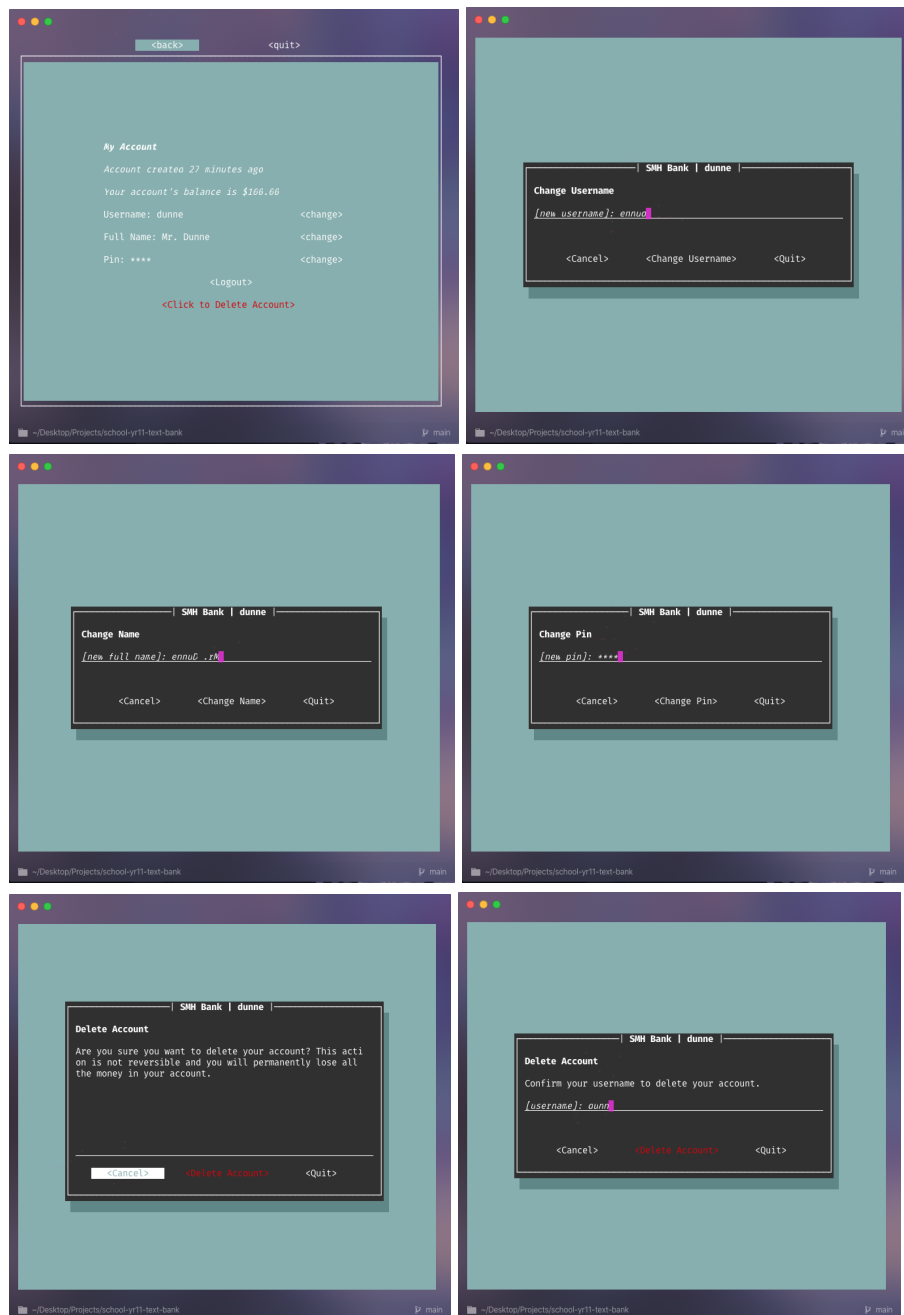 <back> <quit>
My Account
Account created 27 minutes ago
Your account's balance is $166.66
Username: dunne <change>
Full Name: Mr. Dunne <change>
Pin: **** <change>
<Logout>
<Click to Delete Account>
~/Desktop/Projects/school-yr11-text-bank main
SMH Bank | dunne
Change Username
[new username]: ennud
<Cancel> <Change Username> <Quit>
~/Desktop/Projects/school-yr11-text-bank mai
SMH Bank | dunne
Change Name
[new full name]: ennuD .rM
<Cancel> <Change Name> <Quit>
~/Desktop/Projects/school-yr11-text-bank main
SMH Bank | dunne
Change Pin
[new pin]: ****
<Cancel> <Change Pin> <Quit>
~/Desktop/Projects/school-yr11-text-bank main
SMH Bank | dunne
Delete Account
Are you sure you want to delete your account? This acti
on is not reversible and you will permanently lose all
the money in your account.
<Cancel> <Delete Account> <Quit>
~/Desktop/Projects/school-yr11-text-bank main
SMH Bank | dunne
Delete Account
Confirm your username to delete your account.
[username]: dunn
<Cancel> <Delete Account> <Quit>
~/Desktop/Projects/school-yr11-text-bank main